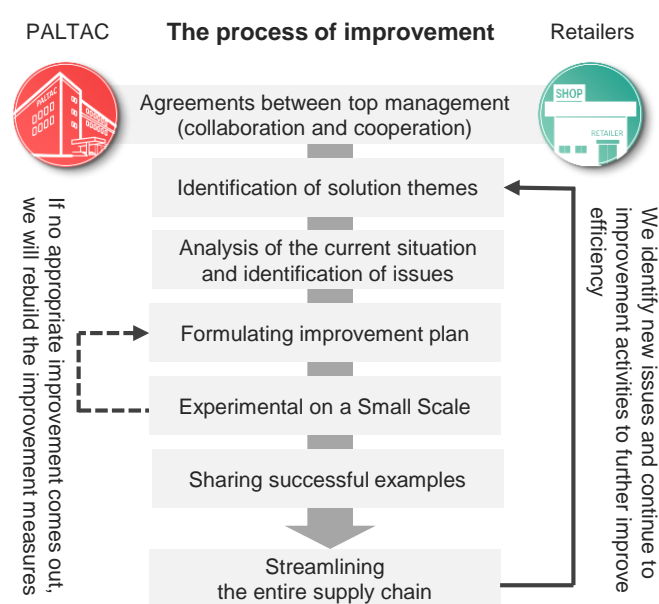 PALTAC
The process of improvement
Retailers
PALTAC
SHOP
RETAILER
Agreements between top management
(collaboration and cooperation)
Identification of solution themes
Analysis of the current situation
and identification of issues
Formulating improvement plan
Experimental on a Small Scale
Sharing successful examples
Streamlining
the entire supply chain
If no appropriate improvement comes out,
we will rebuild the improvement measures
We identify new issues and continue to
improvement activities to further improve
efficiency